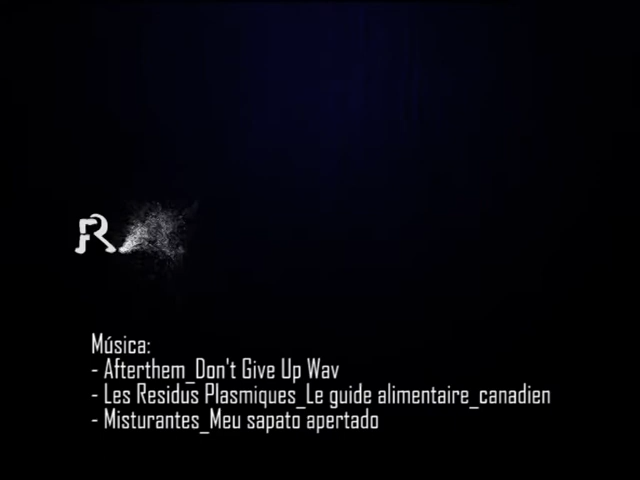 R
Música:
- Afterthem_Don't Give Up Wav
- Les Residus Plasmiques_Le guide alimentaire_canadien
- Misturantes_Meu sapato apertado